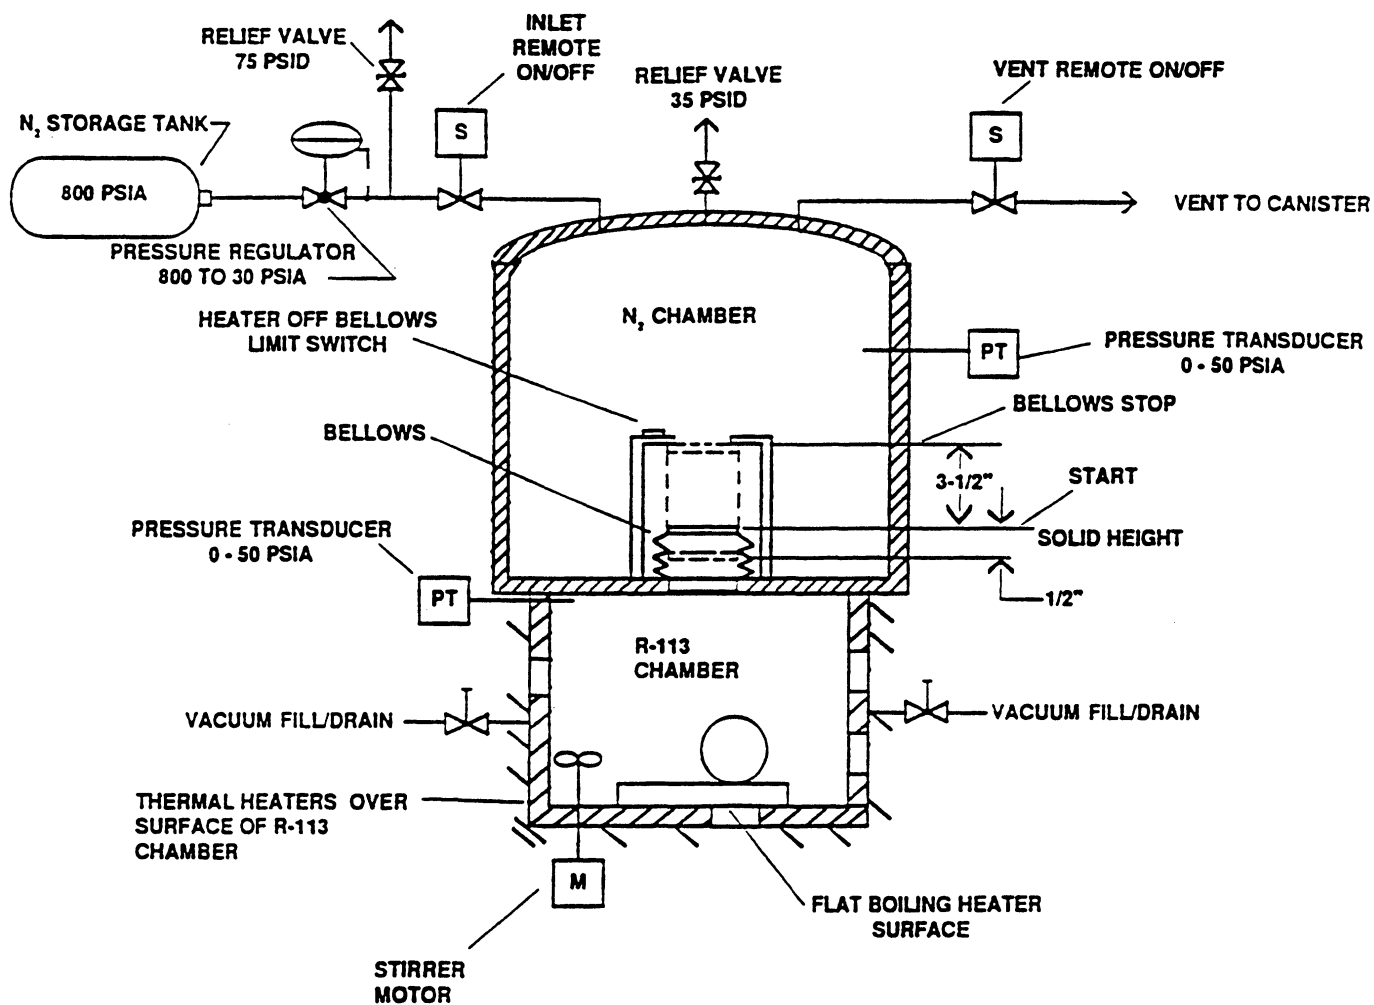 RELIEF VALVE
75 PSID
INLET
REMOTE
ON/OFF
S
RELIEF VALVE
35 PSID
VENT REMOTE ON/OFF
S
N₂ STORAGE TANK
800 PSIA
VENT TO CANISTER
PRESSURE REGULATOR
800 TO 30 PSIA
HEATER OFF BELLOWS
LIMIT SWITCH
N₂ CHAMBER
PT
PRESSURE TRANSDUCER
0 - 50 PSIA
BELLOWS STOP
BELLOWS
3-1/2"
START
SOLID HEIGHT
PRESSURE TRANSDUCER
0 - 50 PSIA
PT
1/2"
R-113
CHAMBER
VACUUM FILL/DRAIN
VACUUM FILL/DRAIN
THERMAL HEATERS OVER
SURFACE OF R-113
CHAMBER
M
FLAT BOILING HEATER
SURFACE
STIRRER
MOTOR